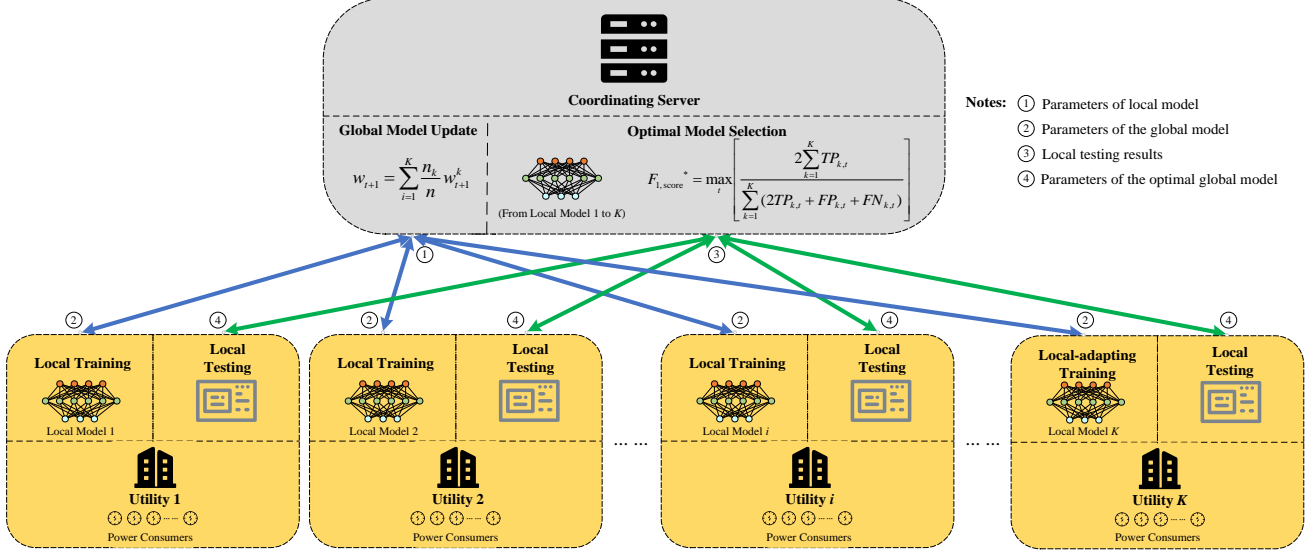 Coordinating Server
Global Model Update
w_{t+1} = \sum_{i=1}^{K} \frac{n_k}{n} w_{t+1}^{k}
Optimal Model Selection
(From Local Model 1 to K)
F_{1,score}^{*} = \max_{t} \left[ \frac{2\sum_{k=1}^{K} TP_{k,t}}{\sum_{k=1}^{K} (2TP_{k,t} + FP_{k,t} + FN_{k,t})} \right]
Notes:
① Parameters of local model
② Parameters of the global model
③ Local testing results
④ Parameters of the optimal global model
① ③
② ④ ② ④ ② ④ ② ④
Local Training
Local Model 1
Local
Testing
Utility 1
······
Power Consumers
Local Training
Local Model 2
Local
Testing
Utility 2
······
Power Consumers
... ...
Local Training
Local Model i
Local
Testing
Utility i
······
Power Consumers
... ...
Local-adapting
Training
Local Model K
Local
Testing
Utility K
······
Power Consumers